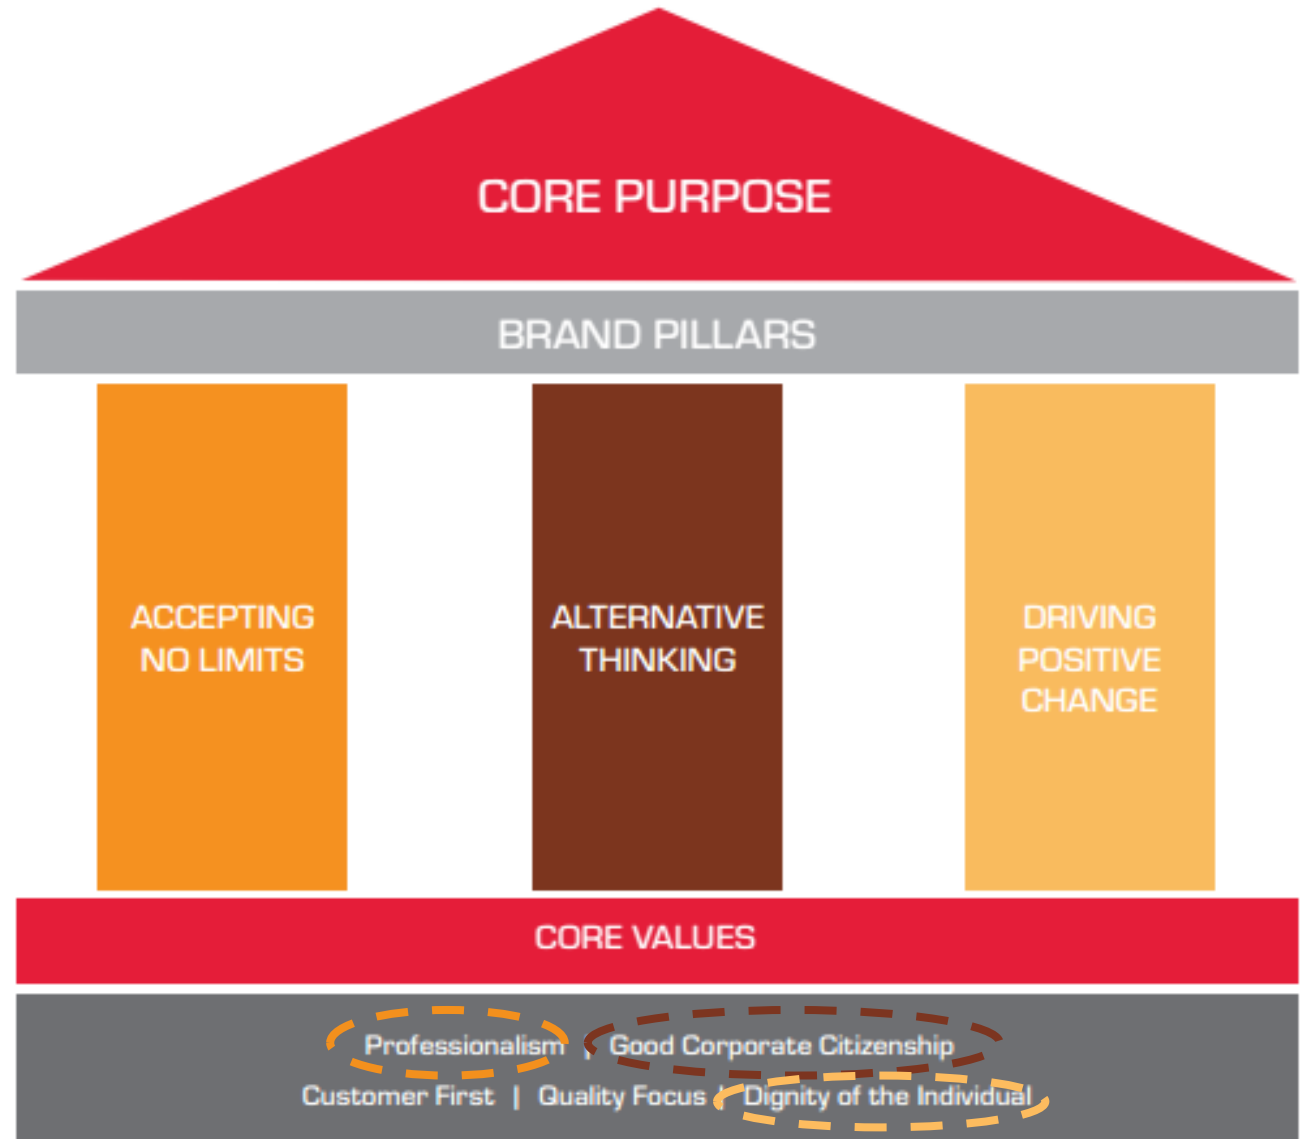 CORE PURPOSE
BRAND PILLARS
ACCEPTING
NO LIMITS
ALTERNATIVE
THINKING
DRIVING
POSITIVE
CHANGE
CORE VALUES
Professionalism | Good Corporate Citizenship
Customer First | Quality Focus | Dignity of the Individual